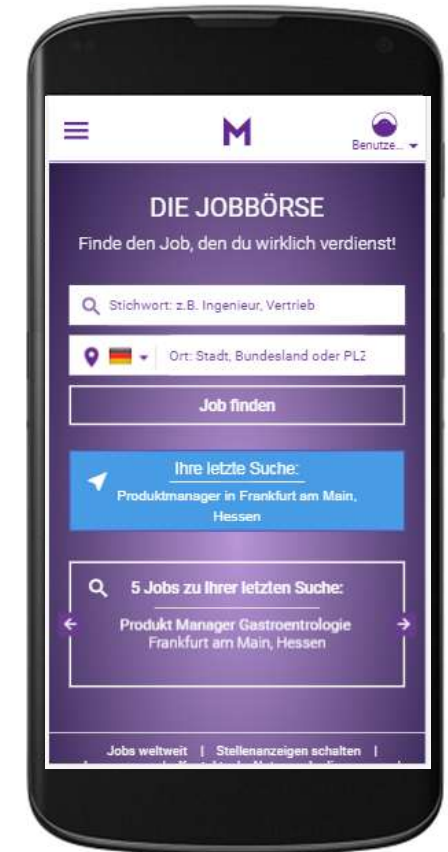 M
Benutze...
DIE JOBBÖRSE
Finde den Job, den du wirklich verdienst!
Stichwort: z.B. Ingenieur, Vertrieb
Ort: Stadt, Bundesland oder PLZ
Job finden
Ihre letzte Suche:
Produktmanager in Frankfurt am Main,
Hessen
5 Jobs zu Ihrer letzten Suche:
Produkt Manager Gastroentrologie
Frankfurt am Main, Hessen
Jobs weltweit | Stellenanzeigen schalten |